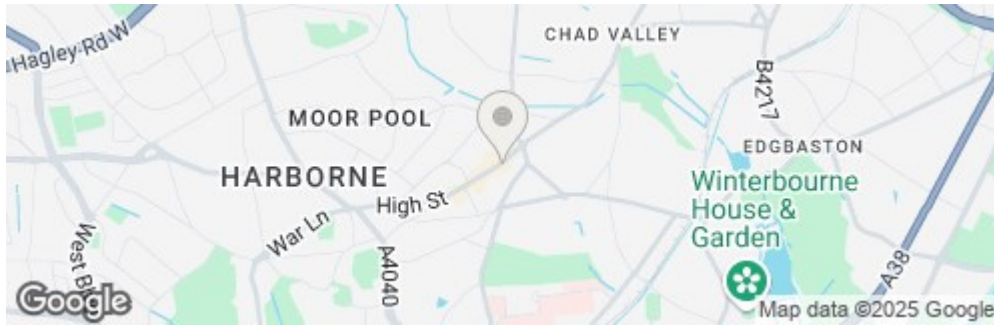 Hagley Rd W
CHAD VALLEY
B4217
MOOR POOL
EDGBASTON
HARBORNE
High St
Winterbourne
House &
Garden
War Ln
West Bl
A4040
A38
Google
Map data ©2025 Google